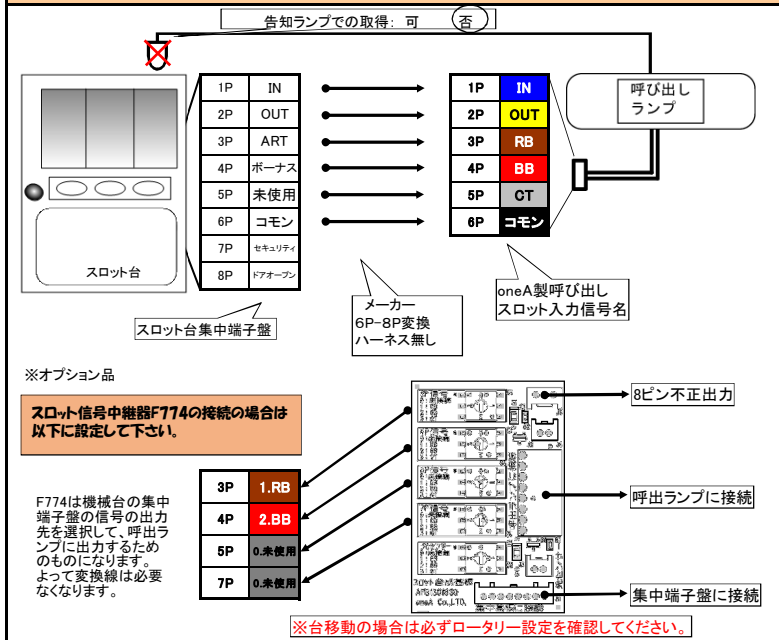 告知ランプでの取得： 可　否
1P IN
2P OUT
3P ART
4P ボーナス
5P 未使用
6P コモン
7P セキュリティ
8P ドアオープン
スロット台
スロット台集中端子盤
メーカー
6P-8P変換
ハーネス無し
1P IN
2P OUT
3P RB
4P BB
5P CT
6P コモン
呼び出し
ランプ
oneA製呼び出し
スロット入力信号名
※オプション品
スロット信号中継器F774の接続の場合は
以下に設定して下さい。
F774は機械台の集中
端子盤の信号の出力
先を選択して、呼出ラ
ンプに出力するため
のものになります。
よって変換線は必要
なくなります。
3P 1.RB
4P 2.BB
5P 0.未使用
7P 0.未使用
8ピン不正出力
呼出ランプに接続
集中端子盤に接続
oneA Co.,LTD.
※台移動の場合は必ずロータリー設定を確認してください。